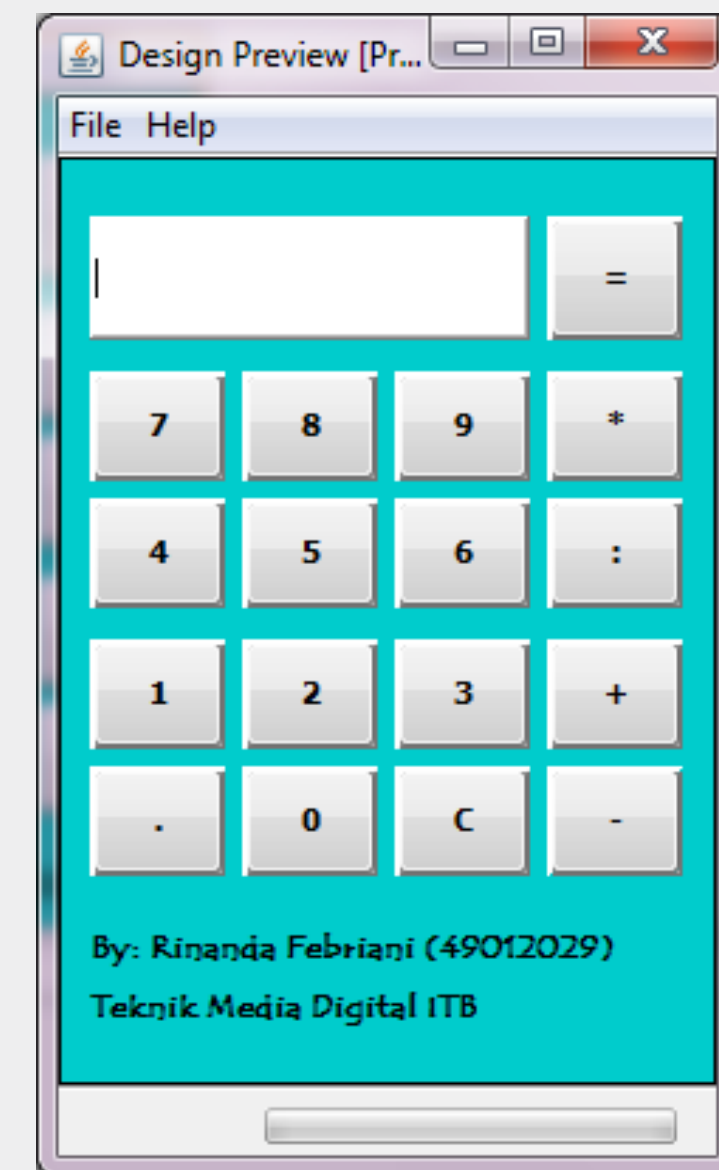 Design Preview [Pr...
File Help
=
7 8 9 *
4 5 6 :
1 2 3 +
. 0 C -
By: Rinanda Febriani (49012029)
Teknik Media Digital ITB